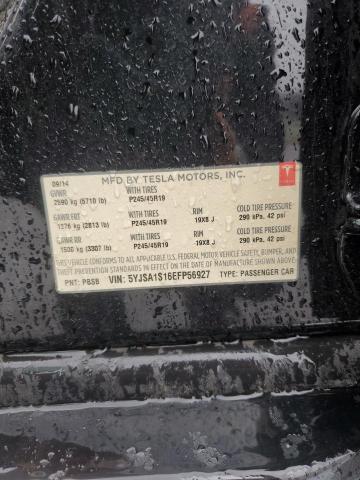 09/14
MFD BY TESLA MOTORS, INC.
GVWR WITH TIRES
2590 kg (5710 lb) P245/45R19
GAWR FRT WITH TIRES RIM COLD TIRE PRESSURE
1276 kg (2813 lb) P245/45R19 19X8 J 290 kPa, 42 psi
GAWR RR WITH TIRES RIM COLD TIRE PRESSURE
1500 kg (3307 lb) P245/45R19 19X8 J 290 kPa, 42 psi
THIS VEHICLE CONFORMS TO ALL APPLICABLE U.S. FEDERAL MOTOR VEHICLE SAFETY, BUMPER, AND
THEFT PREVENTION STANDARDS IN EFFECT ON THE DATE OF MANUFACTURE SHOWN ABOVE.
PNT: PBSB VIN: 5YJSA1S16EFP56927 TYPE: PASSENGER CAR